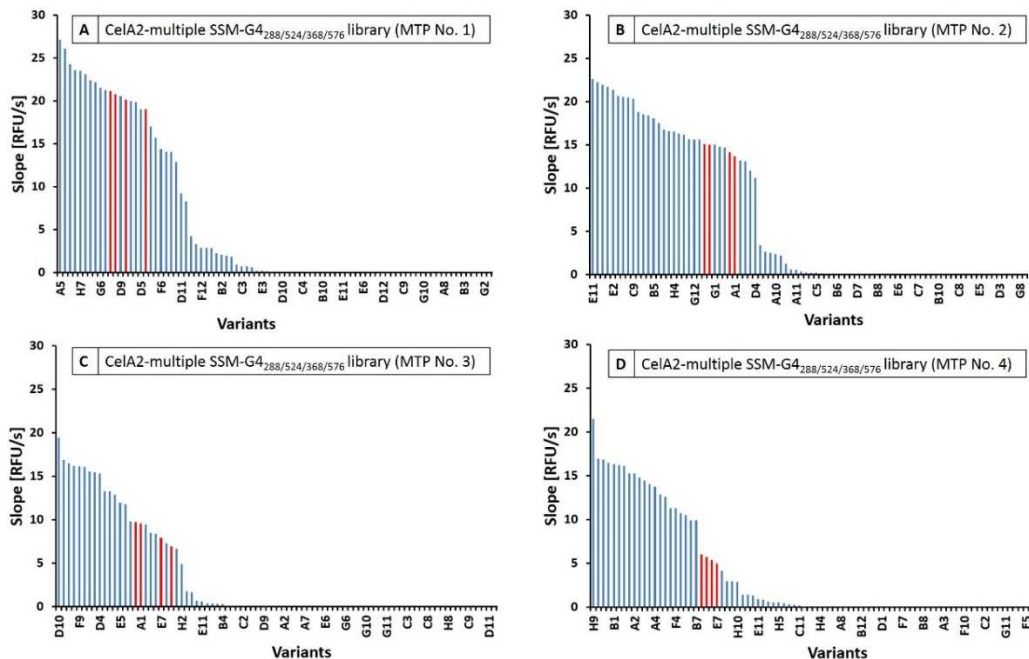 A CelA2-multiple SSM-G4288/524/368/576 library (MTP No. 1)
Slope [RFU/s]
30
25
20
15
10
5
0
A5 H7 G6 D9 D5 F6 D11 F12 B2 C3 E3 D10 C4 B10 E11 E6 D12 C9 G10 A8 B3 G2
Variants
B CelA2-multiple SSM-G4288/524/368/576 library (MTP No. 2)
Slope [RFU/s]
30
25
20
15
10
5
0
E11 E2 C9 B5 H4 G12 G1 A1 D4 A10 A11 C5 B6 D7 B8 E6 C7 B10 C8 E5 D3 G8
Variants
C CelA2-multiple SSM-G4288/524/368/576 library (MTP No. 3)
Slope [RFU/s]
30
25
20
15
10
5
0
D10 F9 D4 E5 A1 E7 H2 E11 B4 C2 D9 A2 A7 E6 G6 G10 G11 C3 C8 H8 C9 D11
Variants
D CelA2-multiple SSM-G4288/524/368/576 library (MTP No. 4)
Slope [RFU/s]
30
25
20
15
10
5
0
H9 B1 A2 A4 F4 B7 E7 H10 E11 H5 C11 H4 A8 B12 D1 F7 B8 A3 F10 C2 G11 F5
Variants